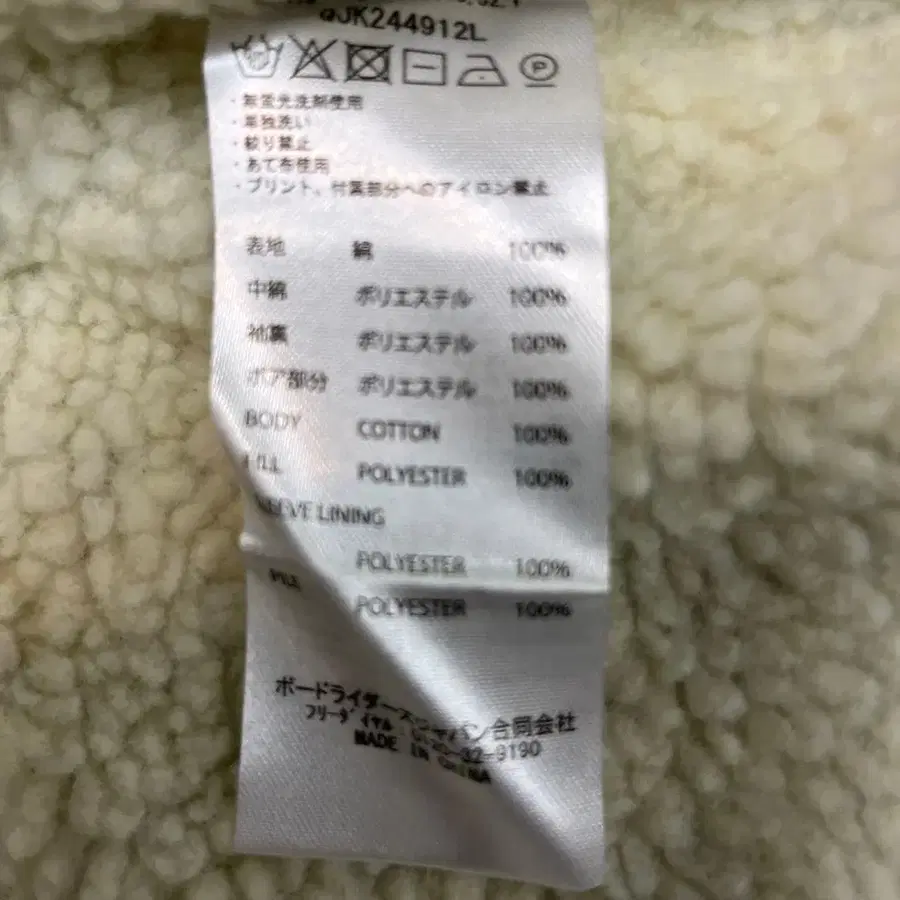 QJK244912L
・無蛍光洗剤使用
・単独洗い
・絞り禁止
・あて布使用
・プリント、付属部分へのアイロン禁止
表地 綿 100%
中綿 ポリエステル 100%
袖裏 ポリエステル 100%
ボア部分 ポリエステル 100%
BODY COTTON 100%
FILL POLYESTER 100%
SLEEVE LINING
POLYESTER 100%
PILE POLYESTER 100%
ボードライダーズジャパン合同会社
フリーダイヤル: 0120-32-9190
MADE IN CHINA